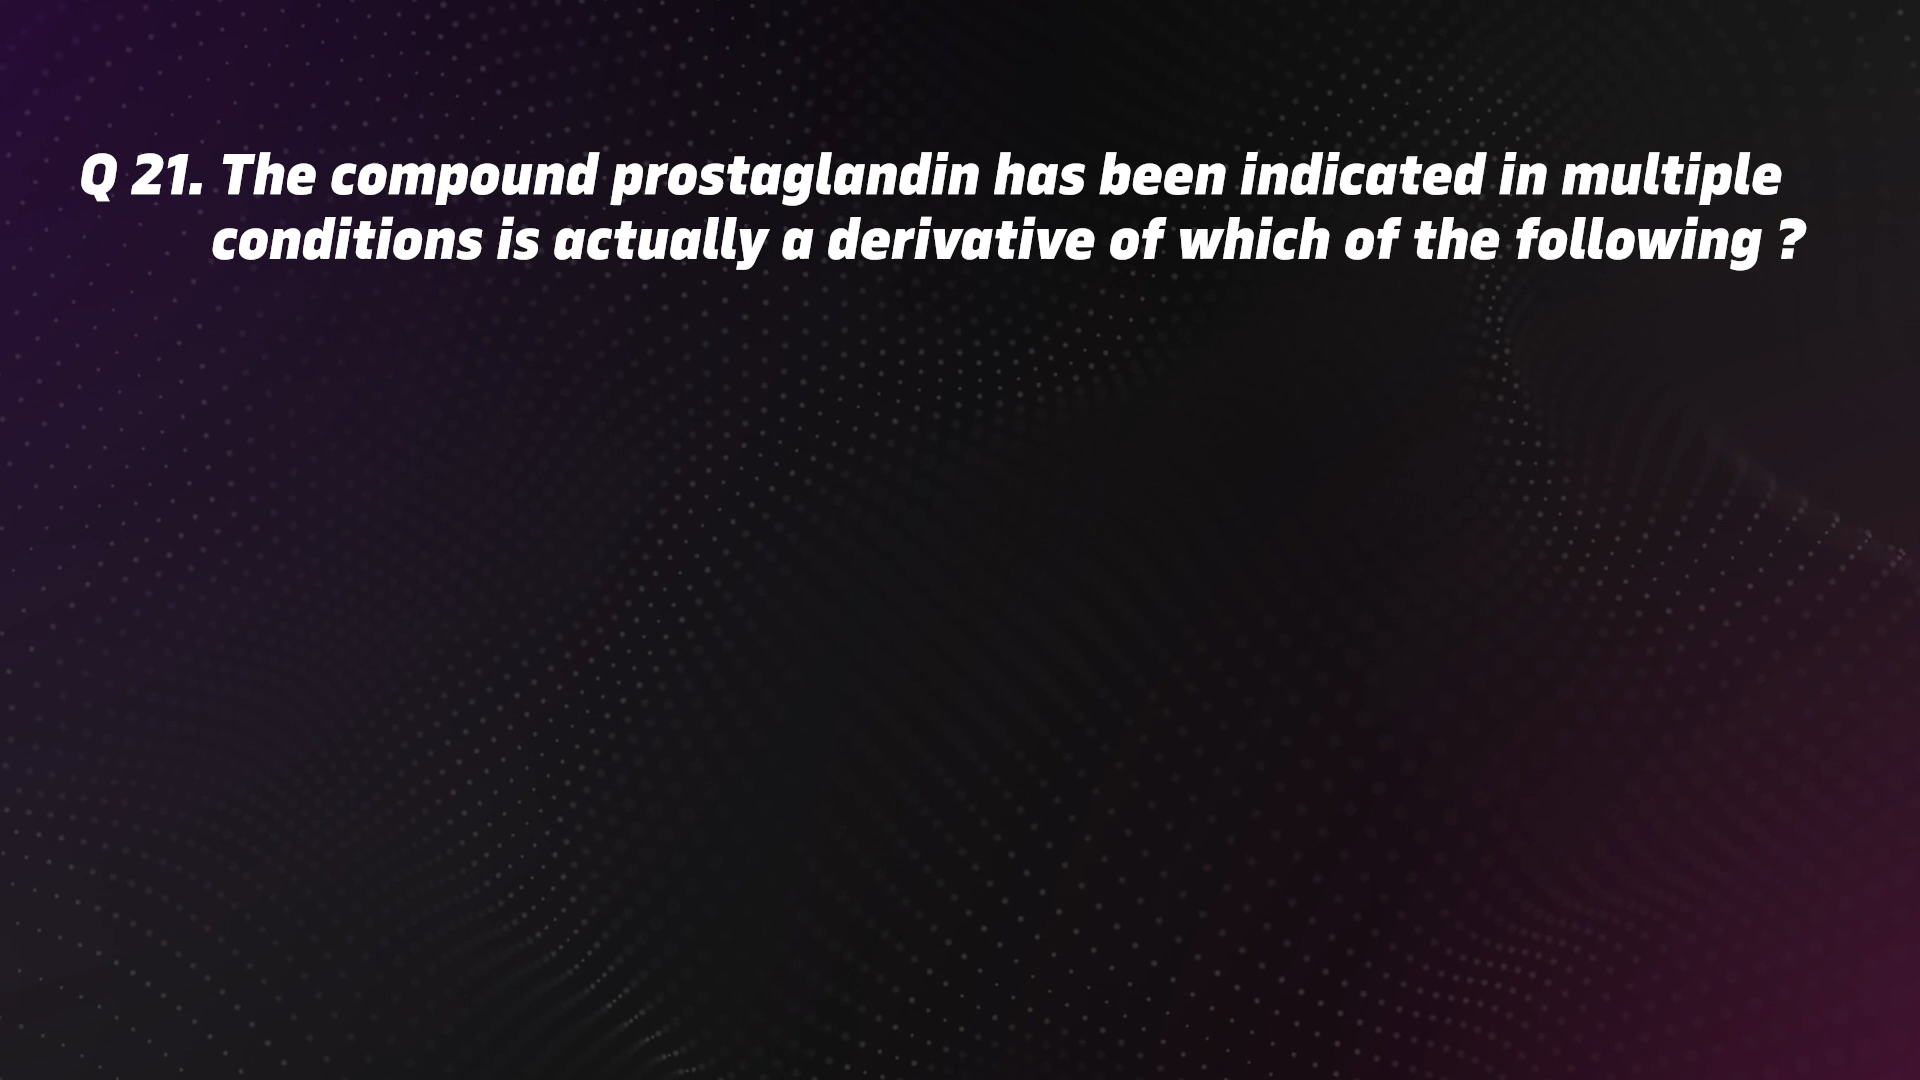 Q 21. The compound prostaglandin has been indicated in multiple
conditions is actually a derivative of which of the following ?